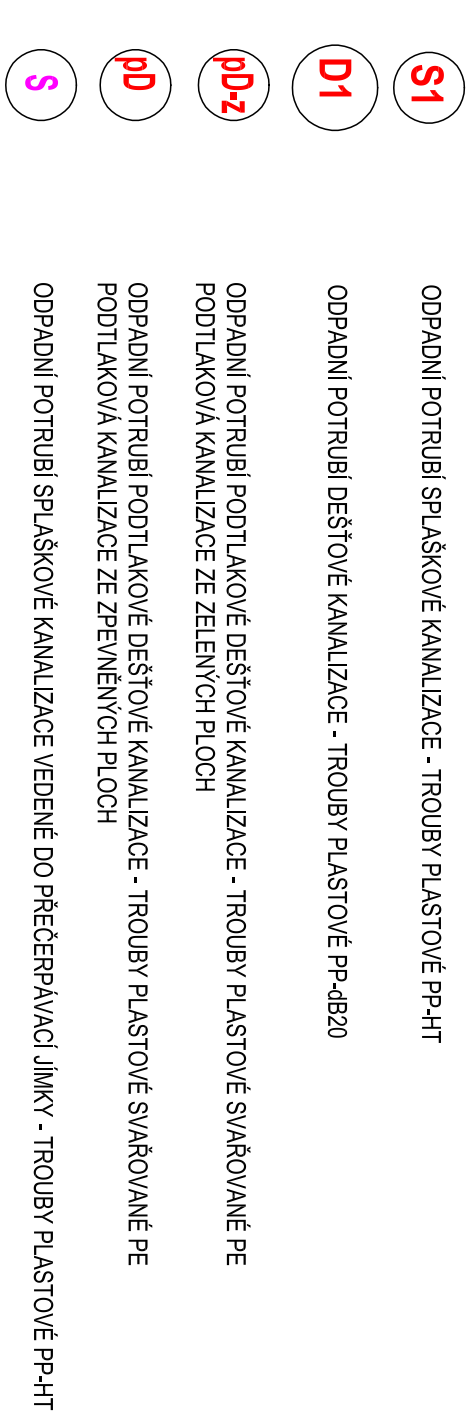 S1
ODPADNÍ POTRUBÍ SPLAŠKOVÉ KANALIZACE - TROUBY PLASTOVÉ PP-HT
D1
ODPADNÍ POTRUBÍ DEŠŤOVÉ KANALIZACE - TROUBY PLASTOVÉ PP-dB20
pD-z
ODPADNÍ POTRUBÍ PODTLAKOVÉ DEŠŤOVÉ KANALIZACE - TROUBY PLASTOVÉ SVAŘOVANÉ PE
PODTLAKOVÁ KANALIZACE ZE ZELENÝCH PLOCH
pD
ODPADNÍ POTRUBÍ PODTLAKOVÉ DEŠŤOVÉ KANALIZACE - TROUBY PLASTOVÉ SVAŘOVANÉ PE
PODTLAKOVÁ KANALIZACE ZE ZPEVNĚNÝCH PLOCH
S
ODPADNÍ POTRUBÍ SPLAŠKOVÉ KANALIZACE VEDENÉ DO PŘEČERPÁVACÍ JÍMKY - TROUBY PLASTOVÉ PP-HT